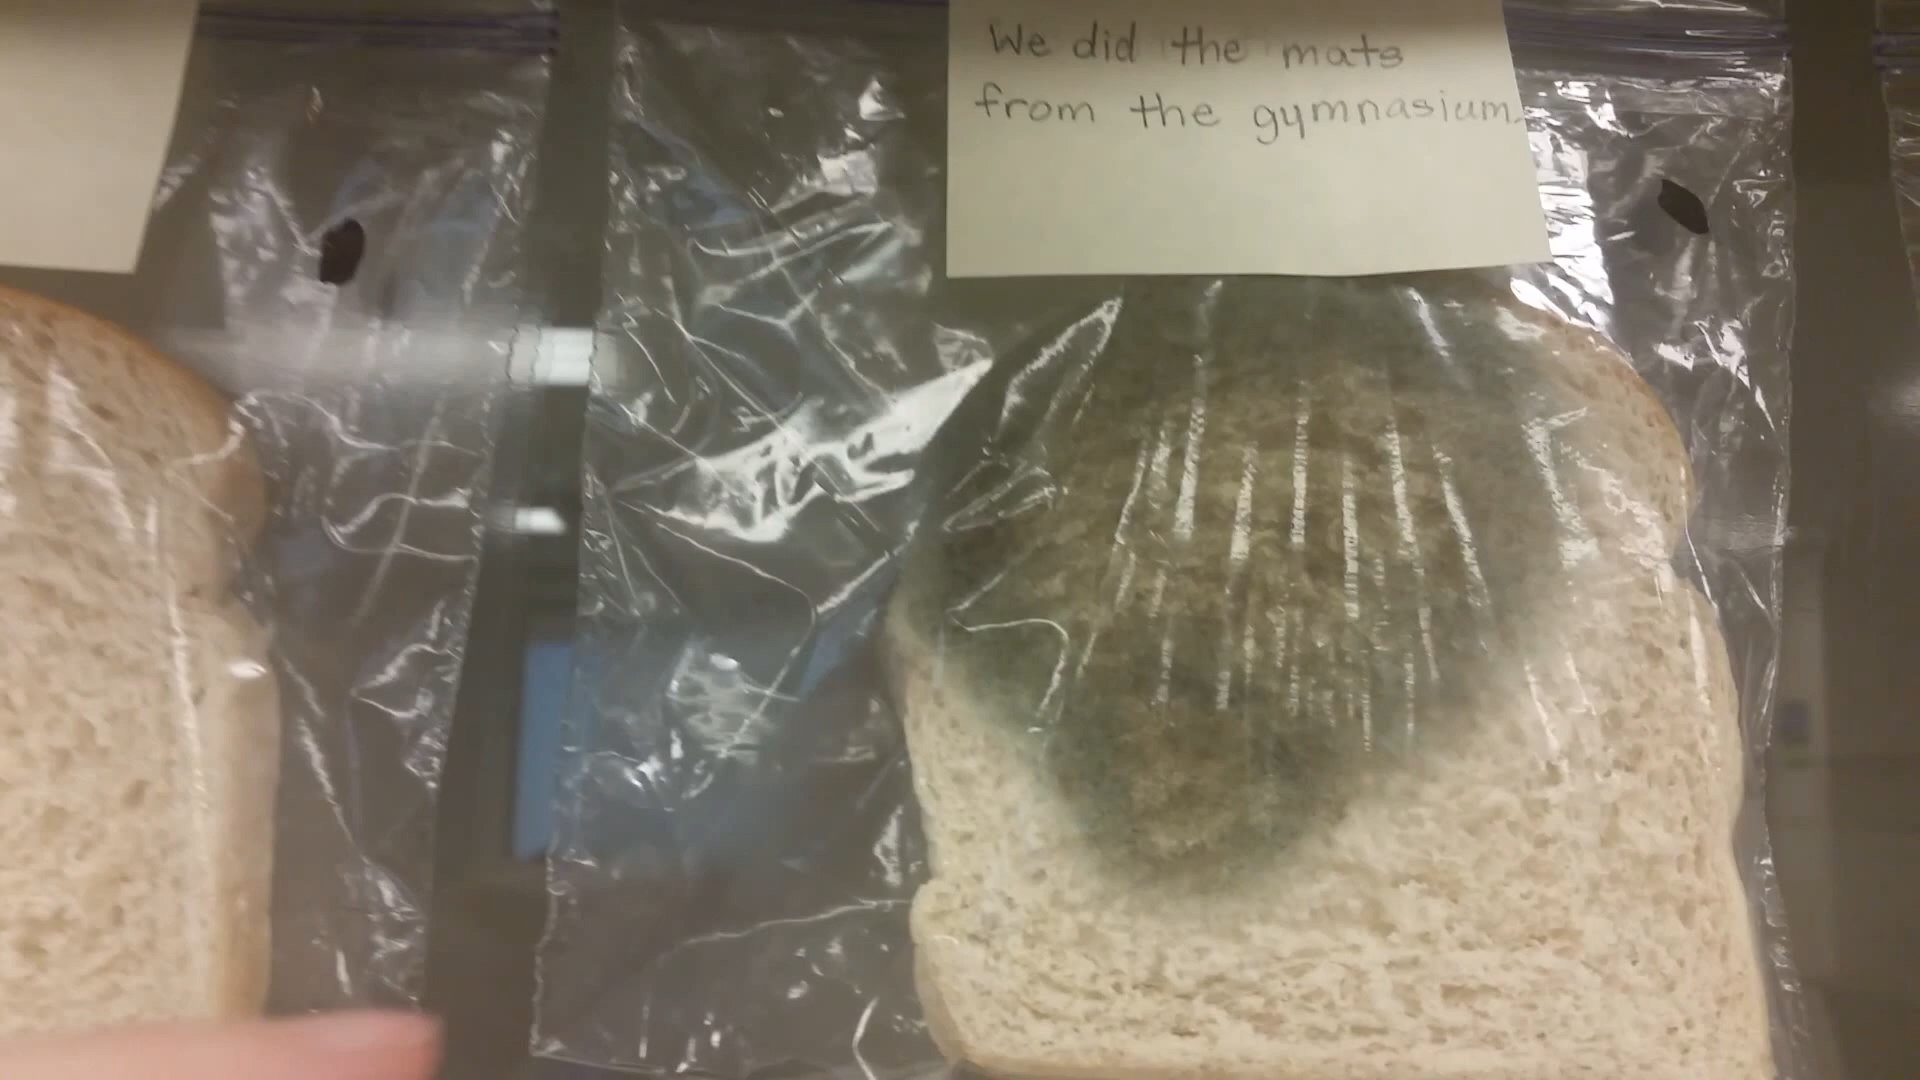 We did the mats
from the gymnasium.